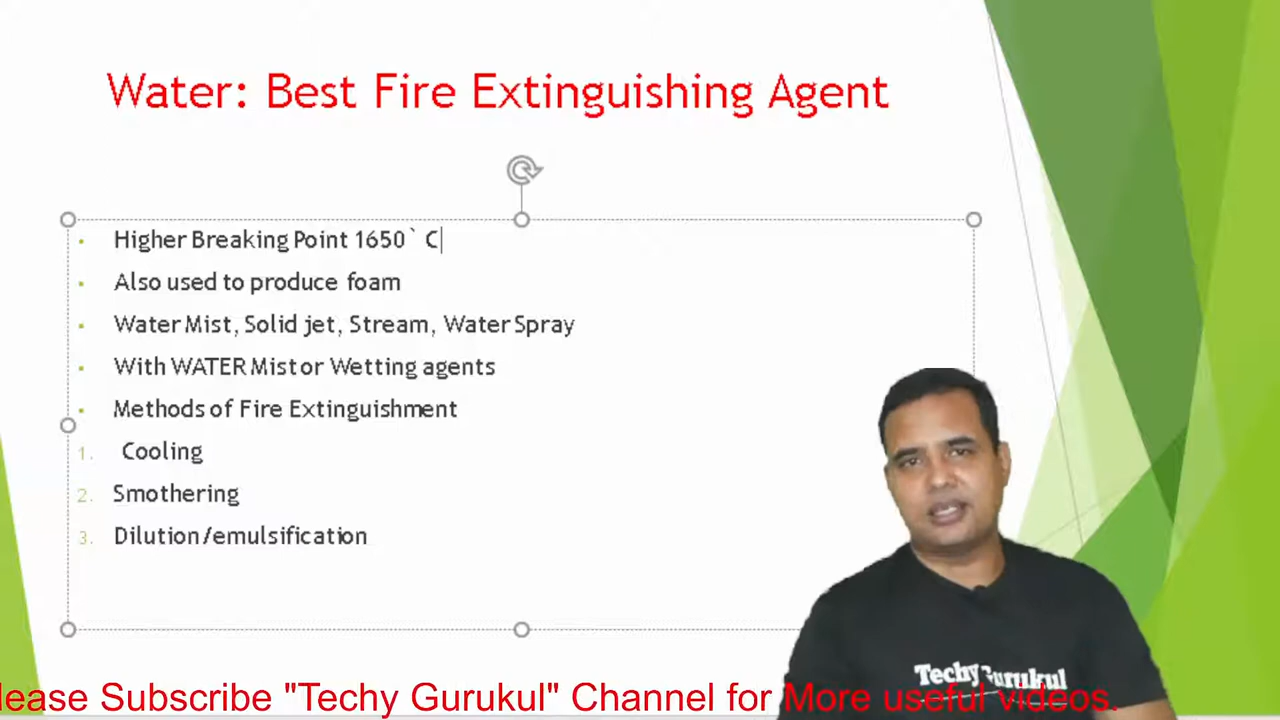 Water: Best Fire Extinguishing Agent
• Higher Breaking Point 1650` C
• Also used to produce foam
• Water Mist, Solid jet, Stream, Water Spray
• With WATER Mist or Wetting agents
• Methods of Fire Extinguishment
1. Cooling
2. Smothering
3. Dilution/emulsification
Techy Gurukul
lease Subscribe "Techy Gurukul" Channel for More useful videos.